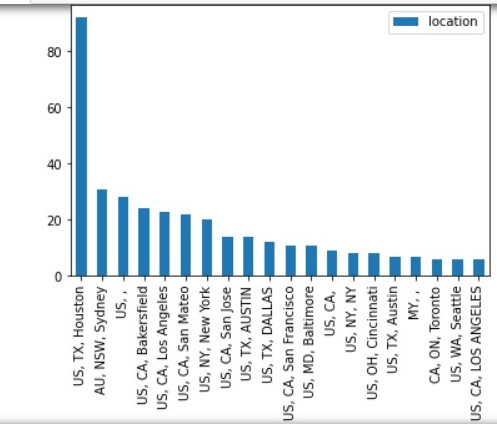 location
80
60
40
20
0
US, TX, Houston
AU, NSW, Sydney
US, ,
US, CA, Bakersfield
US, CA, Los Angeles
US, CA, San Mateo
US, NY, New York
US, CA, San Jose
US, TX, AUSTIN
US, TX, DALLAS
US, CA, San Francisco
US, MD, Baltimore
US, CA,
US, NY, NY
US, OH, Cincinnati
US, TX, Austin
MY, ,
CA, ON, Toronto
US, WA, Seattle
US, CA, LOS ANGELES